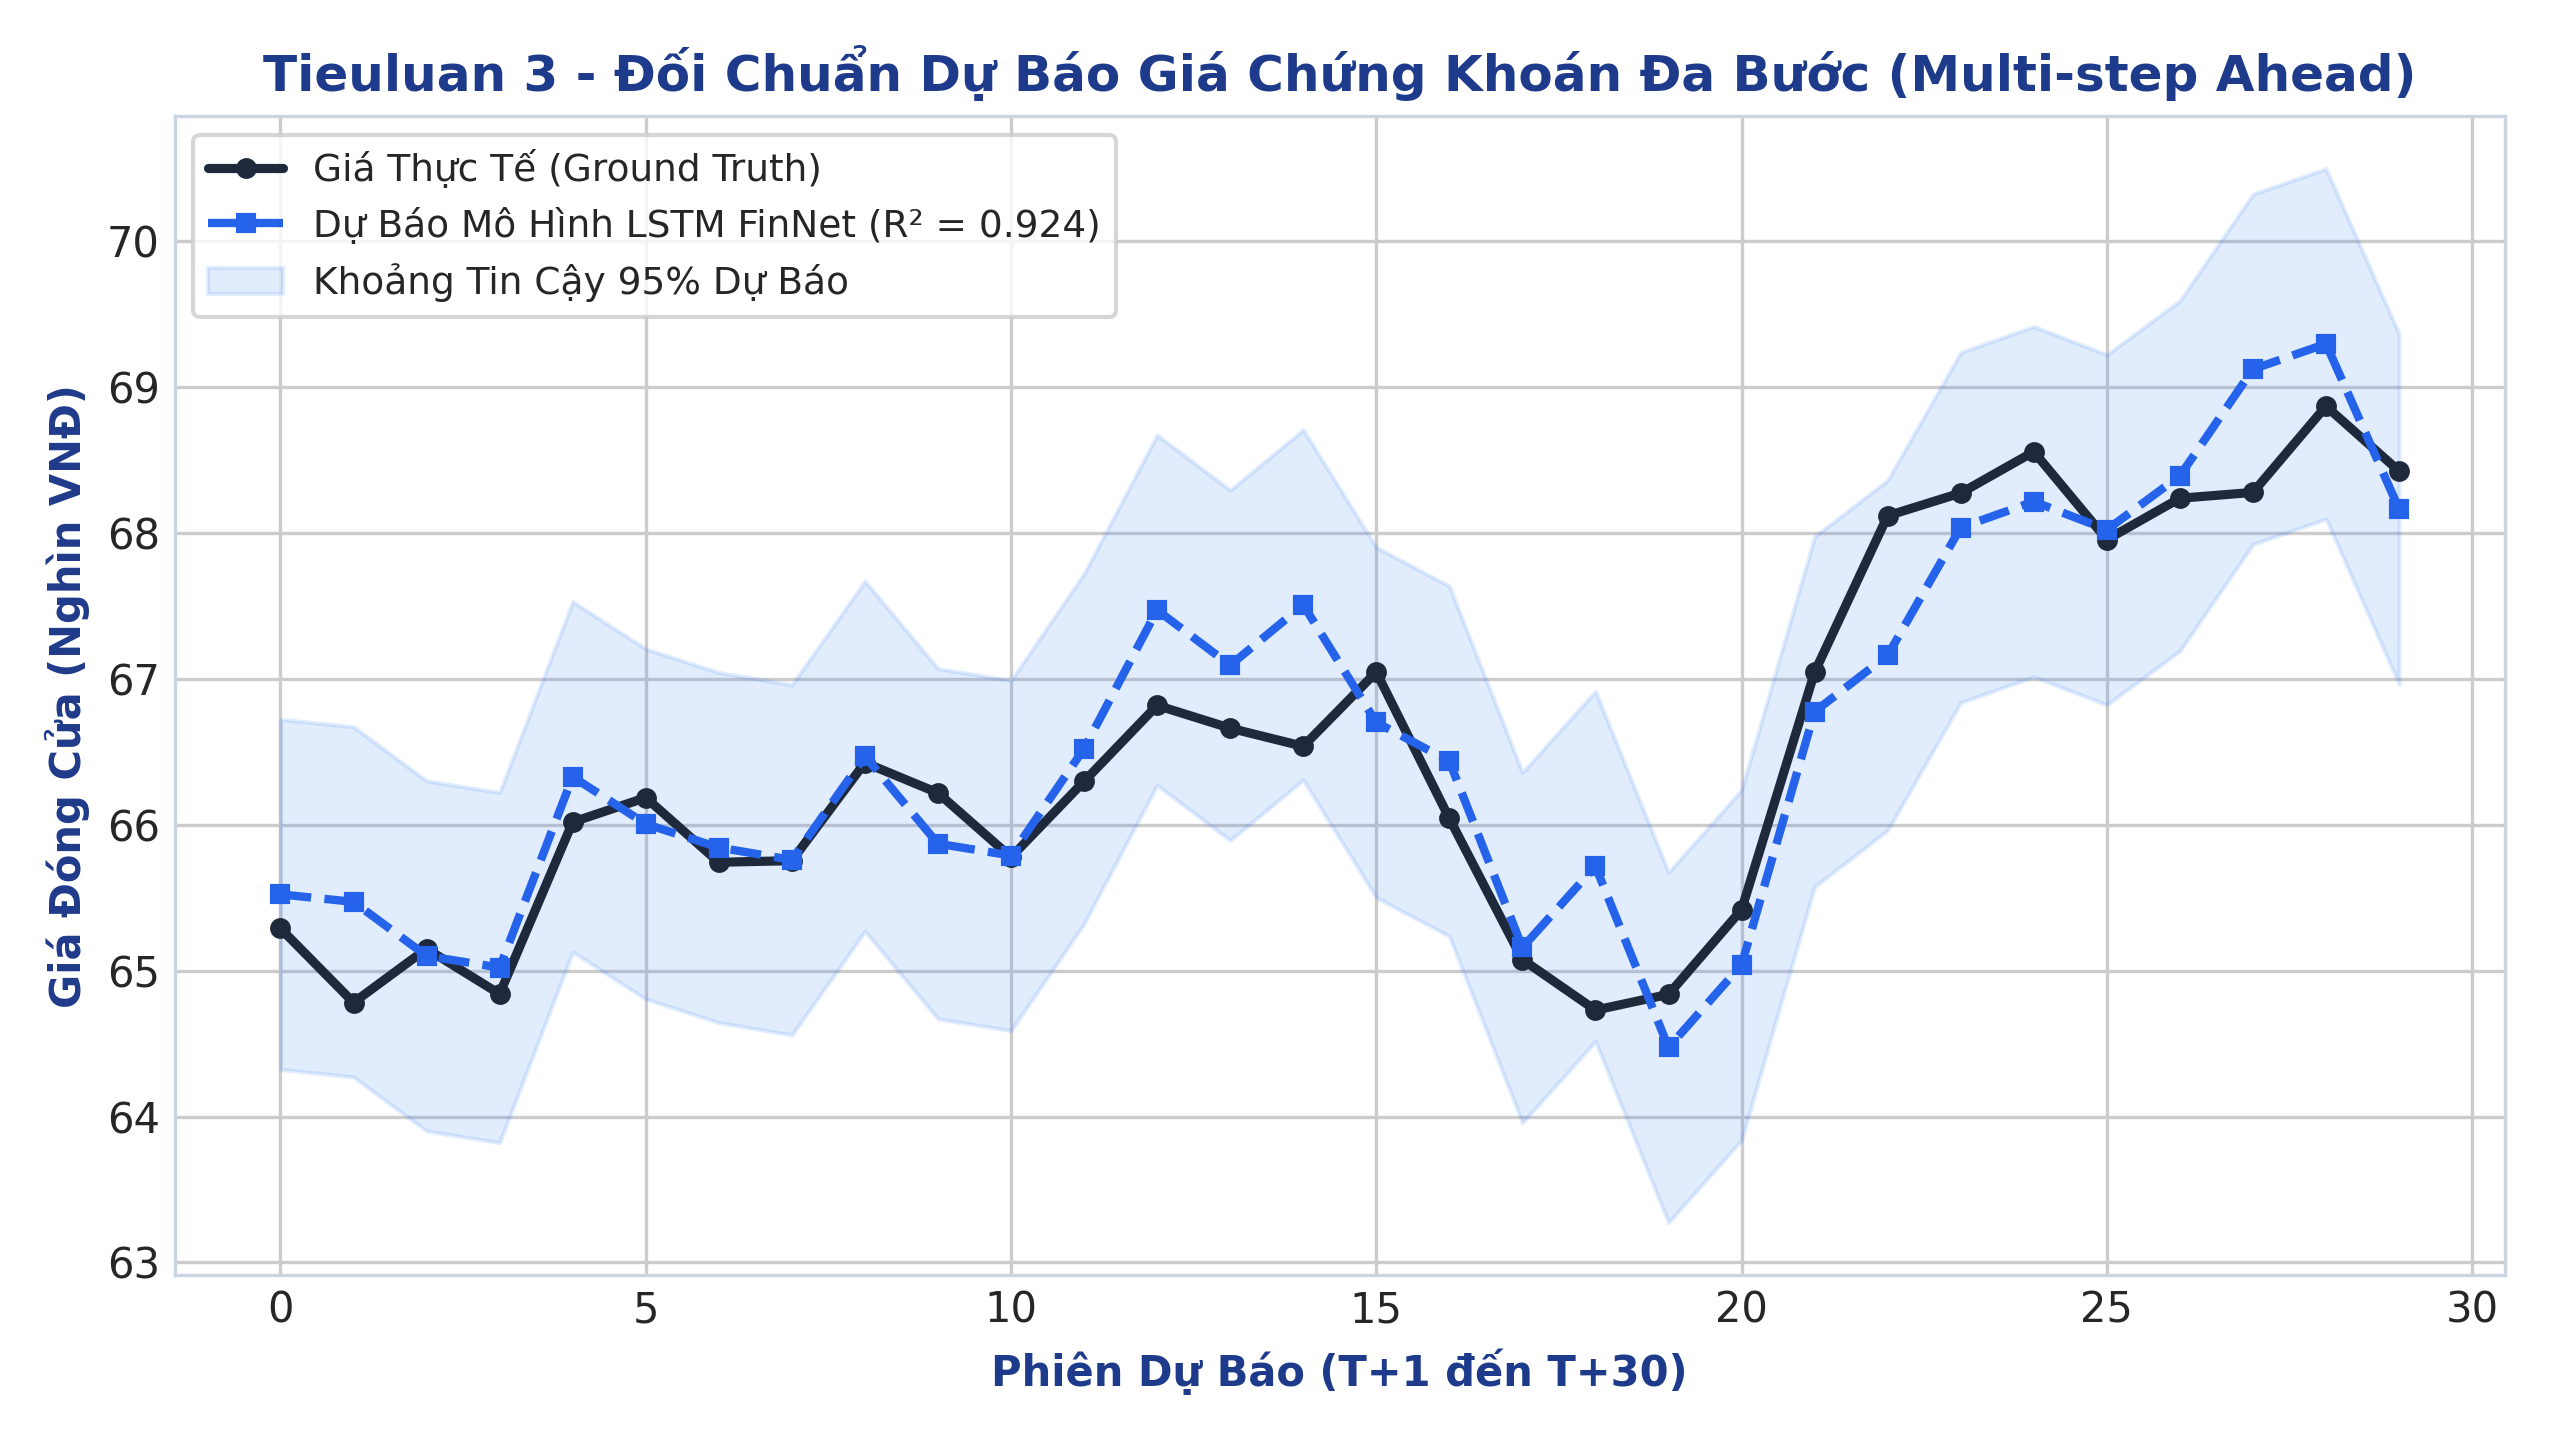 Tieuluan 3 - Đối Chuẩn Dự Báo Giá Chứng Khoán Đa Bước (Multi-step Ahead)
Giá Thực Tế (Ground Truth)
Dự Báo Mô Hình LSTM FinNet (R² = 0.924)
Khoảng Tin Cậy 95% Dự Báo
Giá Đóng Cửa (Nghìn VNĐ)
70
69
68
67
66
65
64
63
0 5 10 15 20 25 30
Phiên Dự Báo (T+1 đến T+30)